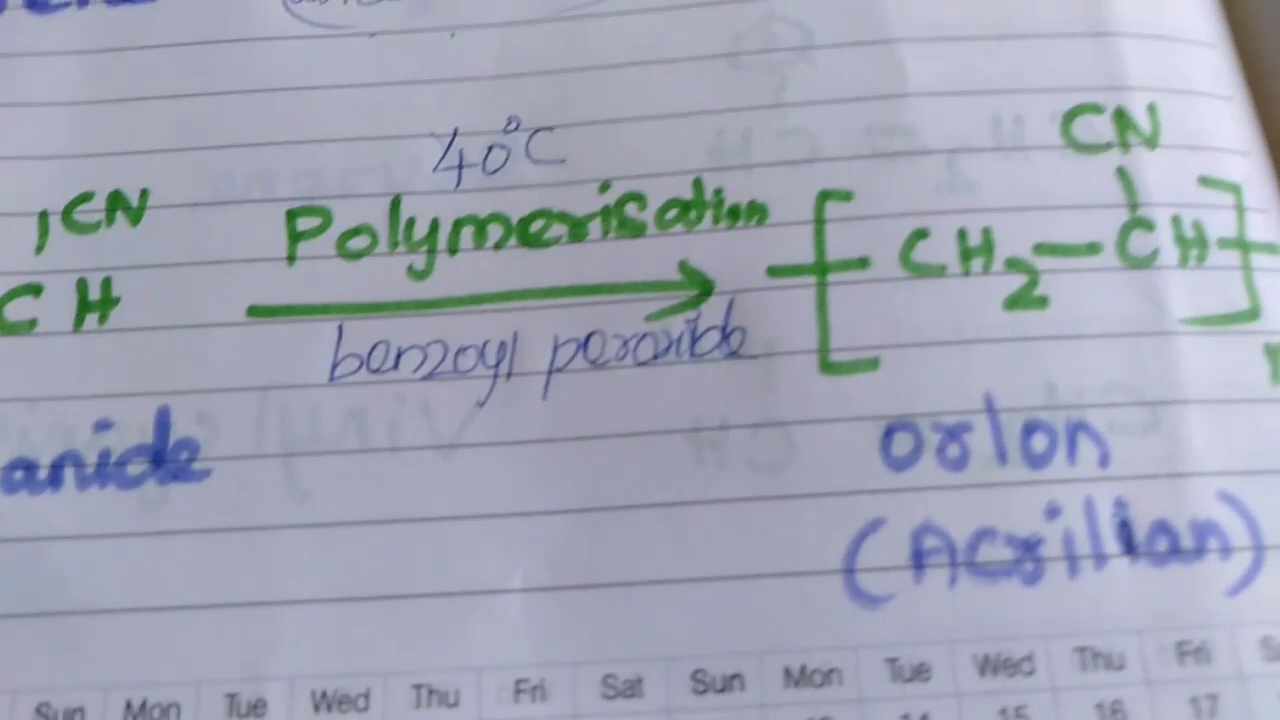 40°C
CN
CN
Polymerisation
CH
[CH2-CH]
benzoyl peroxide
anide
orlon
(Acrilian)
Sun Mon Tue Wed Thu Fri Sat Sun Mon Tue Wed Thu Fri
15 16 17